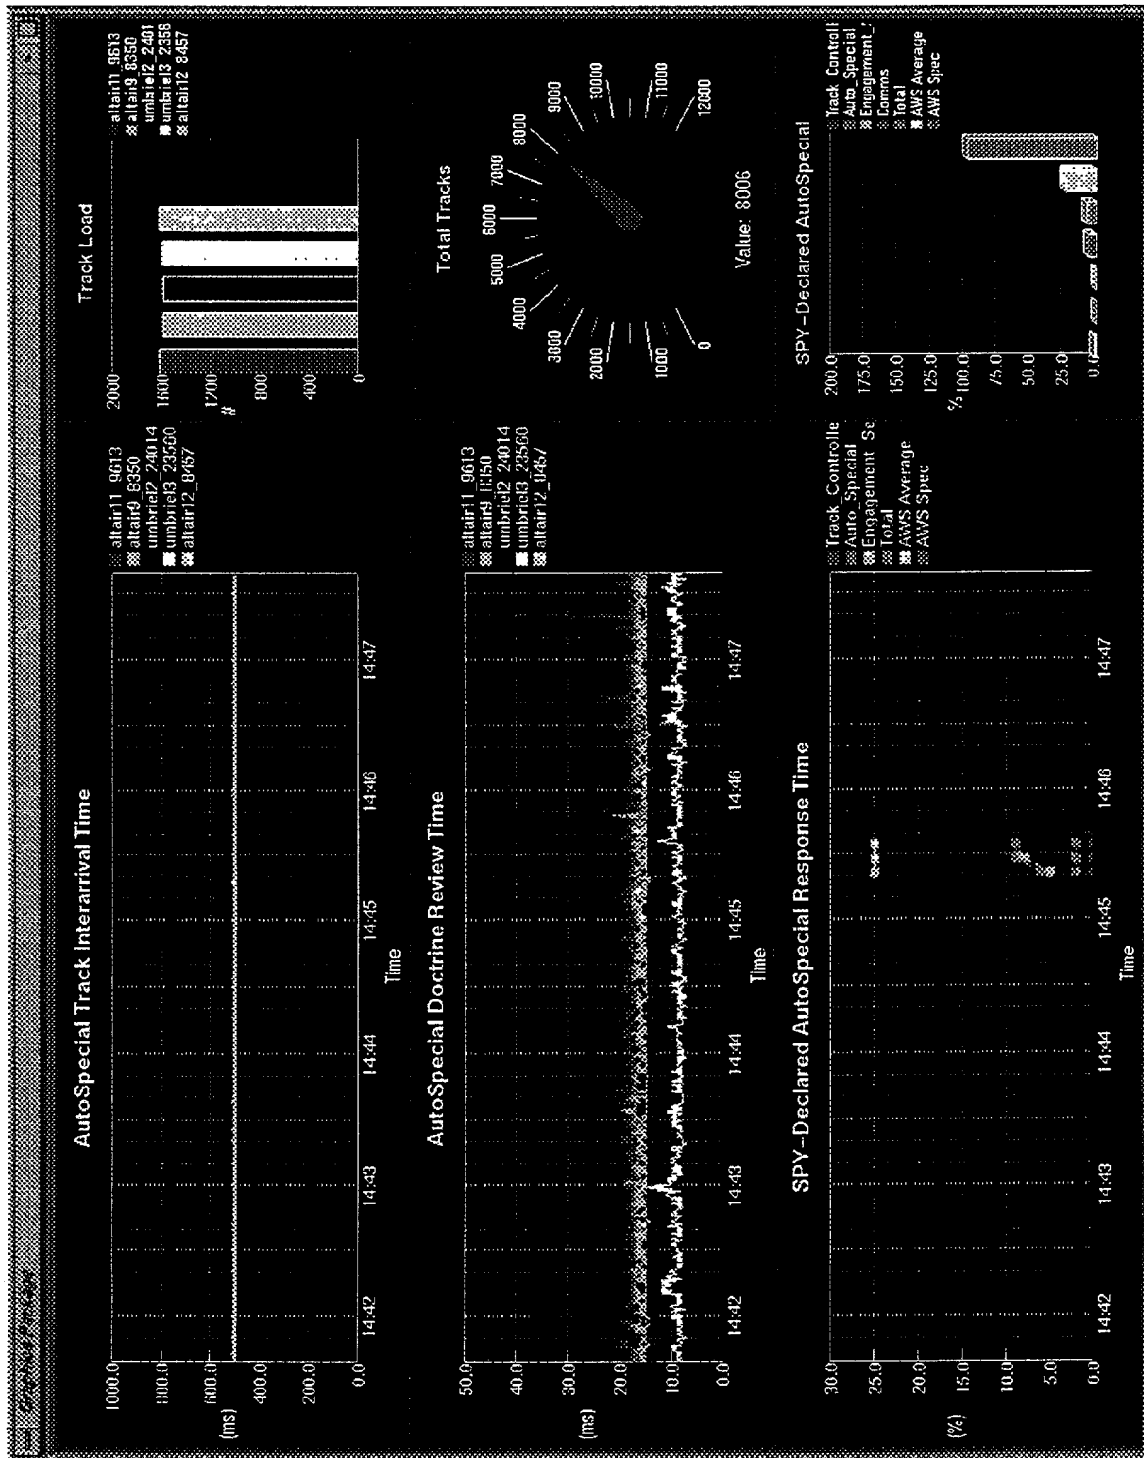 AutoSpecial Track Interarrival Time
1000.0
800.0
600.0
(ms)
200.0
0.0
14:42
14:43
14:44
14:45
14:46
14:47
Time
altair11_9613
altair9_8350
umbriel2_24014
umbriel3_23560
altair12_8457
Track Load
2000
1600
1200
#
800
400
0
altair11_9613
altair9_8350
umbriel2_2401
umbriel3_2356
altair12_8457
AutoSpecial Doctrine Review Time
50.0
40.0
30.0
(ms)
20.0
10.0
0.0
14:42
14:43
14:44
14:45
14:46
14:47
Time
altair11_9613
altair9_8350
umbriel2_24014
umbriel3_23560
altair12_8457
Total Tracks
0
1000
2000
3000
4000
5000
6000
7000
8000
9000
10000
11000
12000
Value: 8006
SPY-Declared AutoSpecial Response Time
30.0
25.0
20.0
15.0
(%)
10.0
5.0
0.0
14:42
14:43
14:44
14:45
14:46
14:47
Time
Track_Controlle
Auto_Special
Engagement_Se
Total
AWS Average
AWS Spec
SPY-Declared AutoSpecial
200.0
175.0
150.0
125.0
% 100.0
75.0
50.0
25.0
0.0
Track_Controll
Auto_Special
Engagement_
Comms
Total
AWS Average
AWS Spec